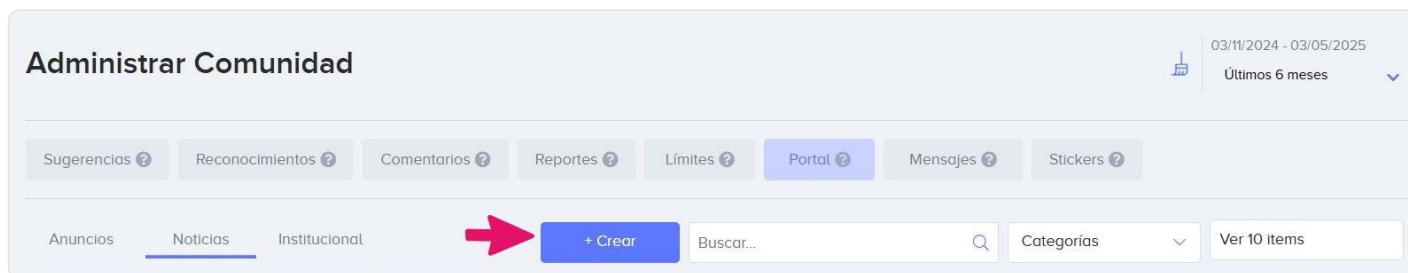 Administrar Comunidad
03/11/2024 - 03/05/2025
Últimos 6 meses
Sugerencias ? Reconocimientos ? Comentarios ? Reportes ? Límites ? Portal ? Mensajes ? Stickers ?
Anuncios Noticias Institucional + Crear Buscar... Categorías Ver 10 items